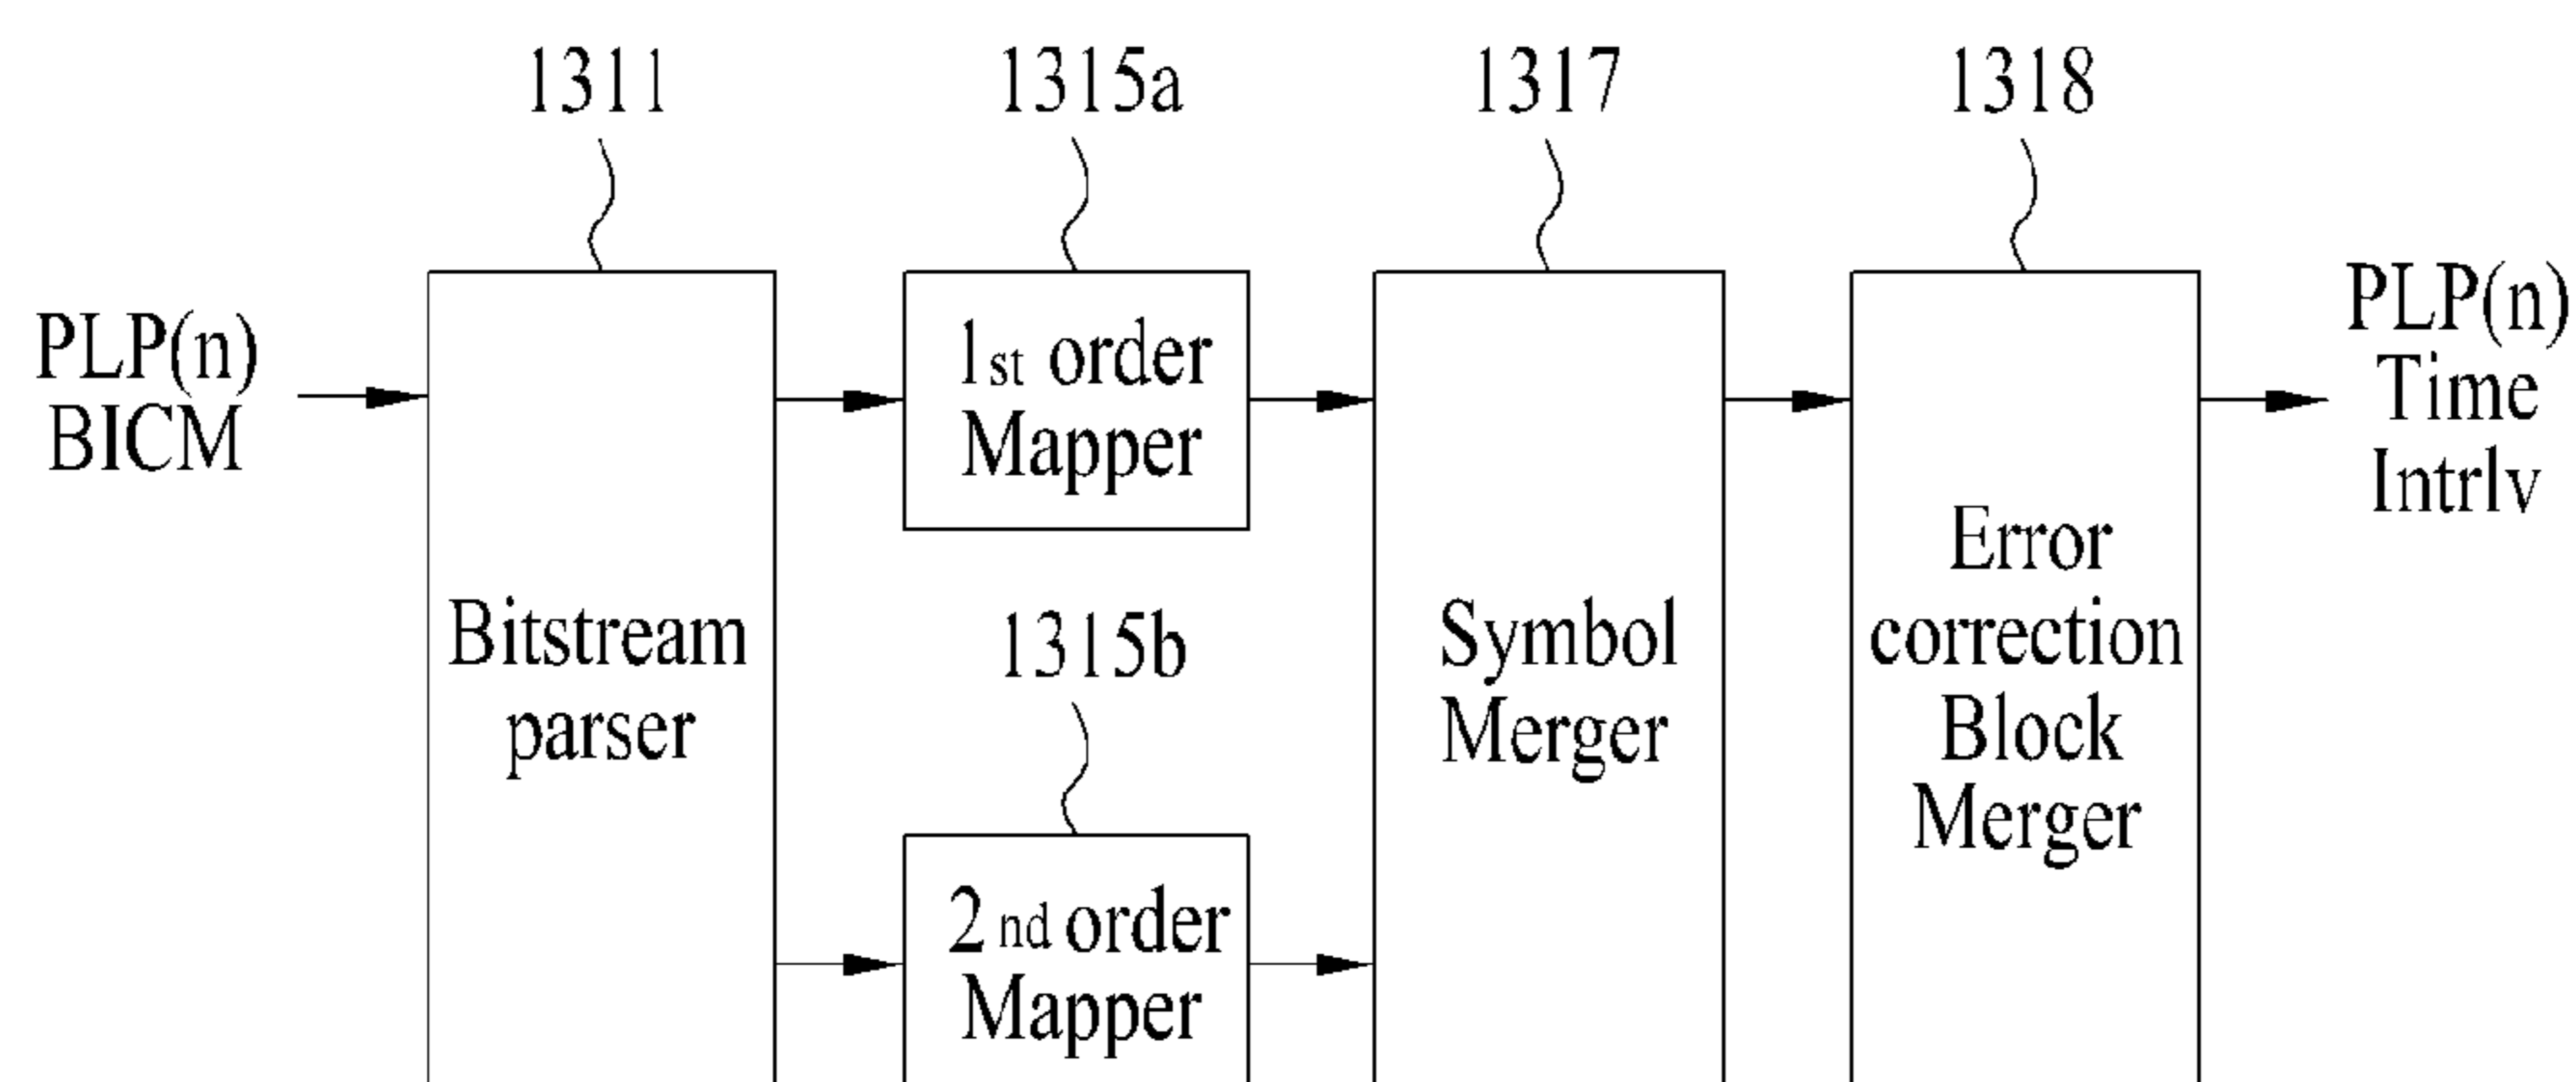 1311
1315a
1317
1318
PLP(n)
BICM
Bitstream
parser
1st order
Mapper
1315b
2nd order
Mapper
Symbol
Merger
Error
correction
Block
Merger
PLP(n)
Time
Intrlv